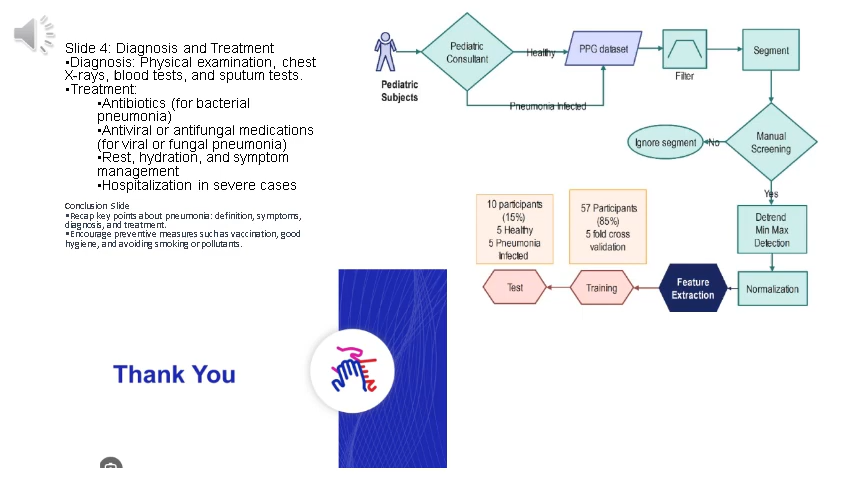 Slide 4: Diagnosis and Treatment
•Diagnosis: Physical examination, chest
X-rays, blood tests, and sputum tests.
•Treatment:
•Antibiotics (for bacterial
pneumonia)
•Antiviral or antifungal medications
(for viral or fungal pneumonia)
•Rest, hydration, and symptom
management
•Hospitalization in severe cases
Conclusion Slide
•Recap key points about pneumonia: definition, symptoms,
diagnosis, and treatment.
•Encourage preventive measures such as vaccination, good
hygiene, and avoiding smoking or pollutants.
Thank You
Pediatric
Subjects
Pediatric
Consultant
Healthy
Pneumonia Infected
PPG dataset
Filter
Segment
Manual
Screening
No
Ignore segment
Yes
Detrend
Min Max
Detection
Normalization
Feature
Extraction
57 Participants
(85%)
5 fold cross
validation
Training
10 participants
(15%)
5 Healthy
5 Pneumonia
Infected
Test